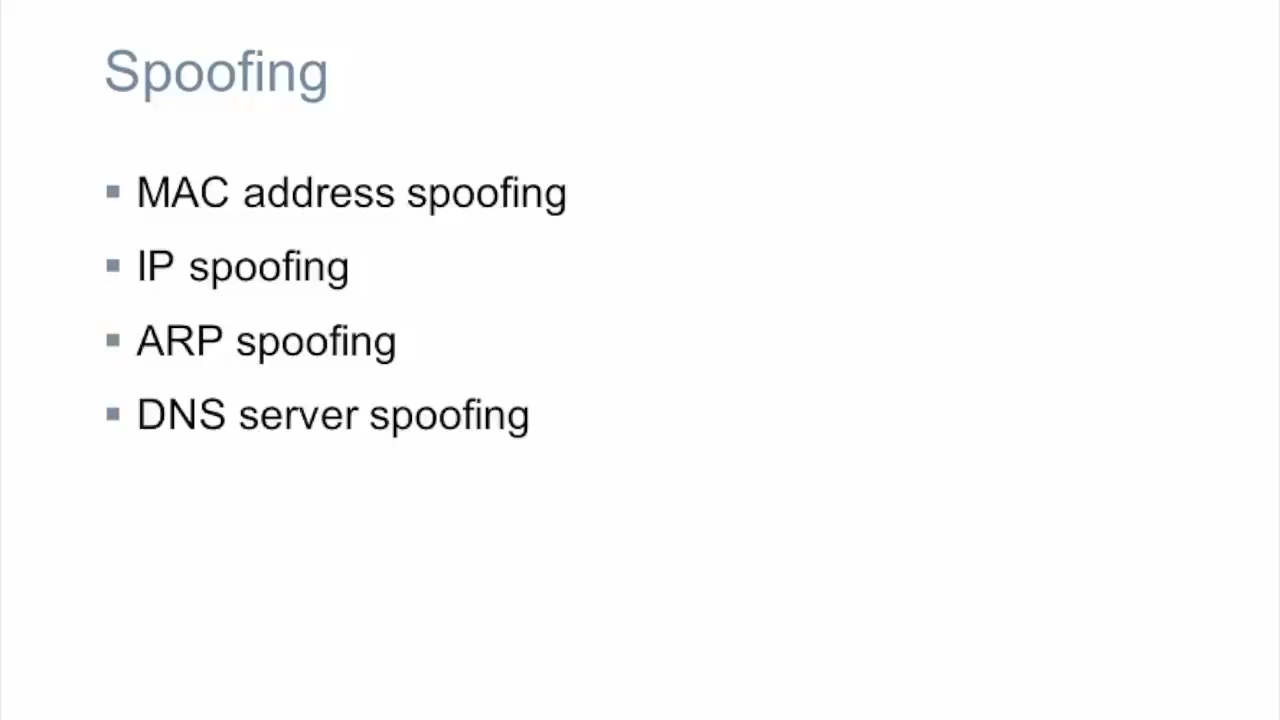 Spoofing
▪ MAC address spoofing
▪ IP spoofing
▪ ARP spoofing
▪ DNS server spoofing